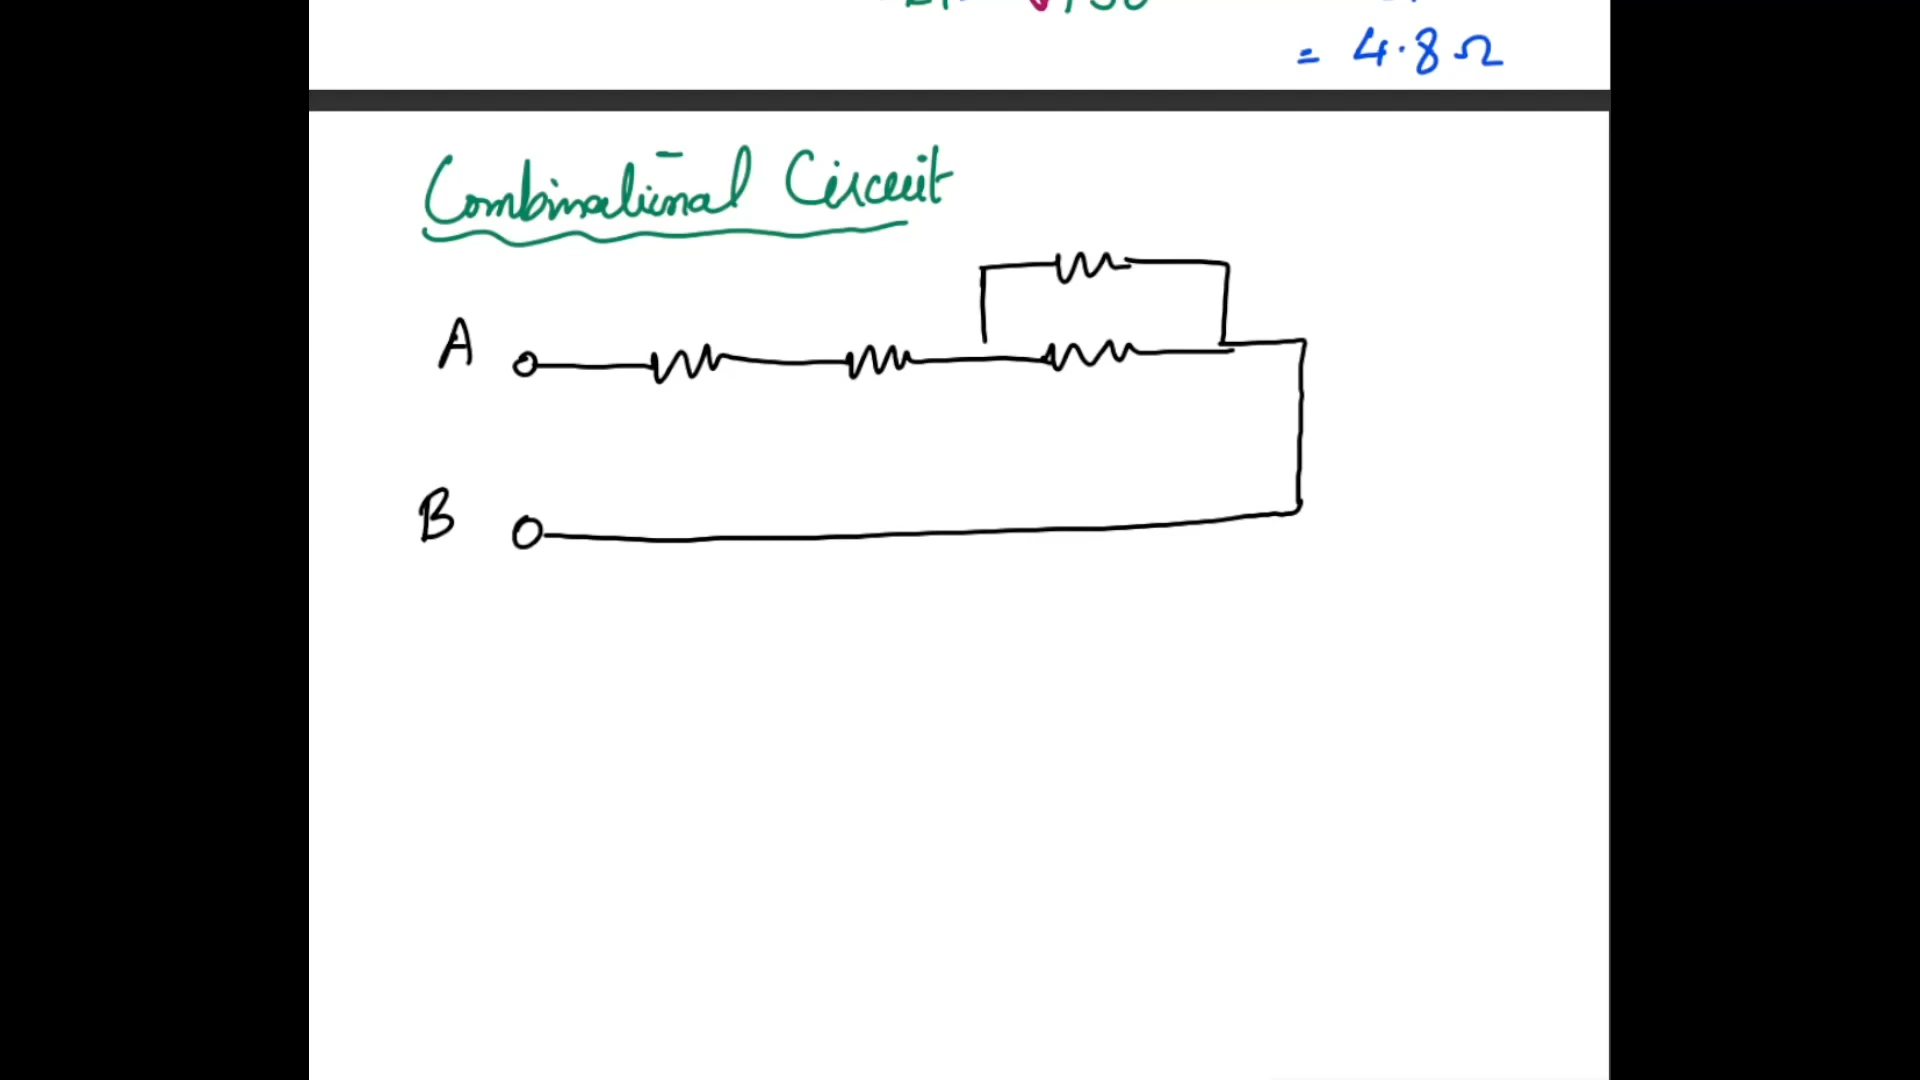 = 4.8 Ω
Combinational Circuit
A
B